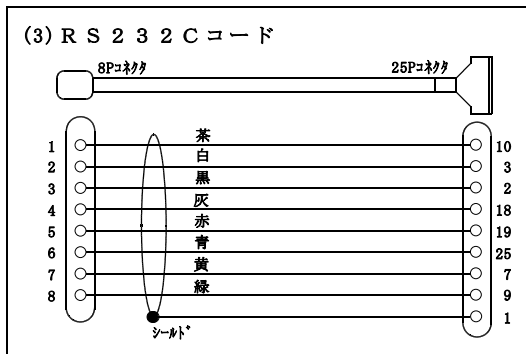 (3) RS232Cコード
8Pコネクタ 25Pコネクタ
1 茶 10
2 白 3
3 黒 2
4 灰 18
5 赤 19
6 青 25
7 黄 7
8 緑 9
シールド 1